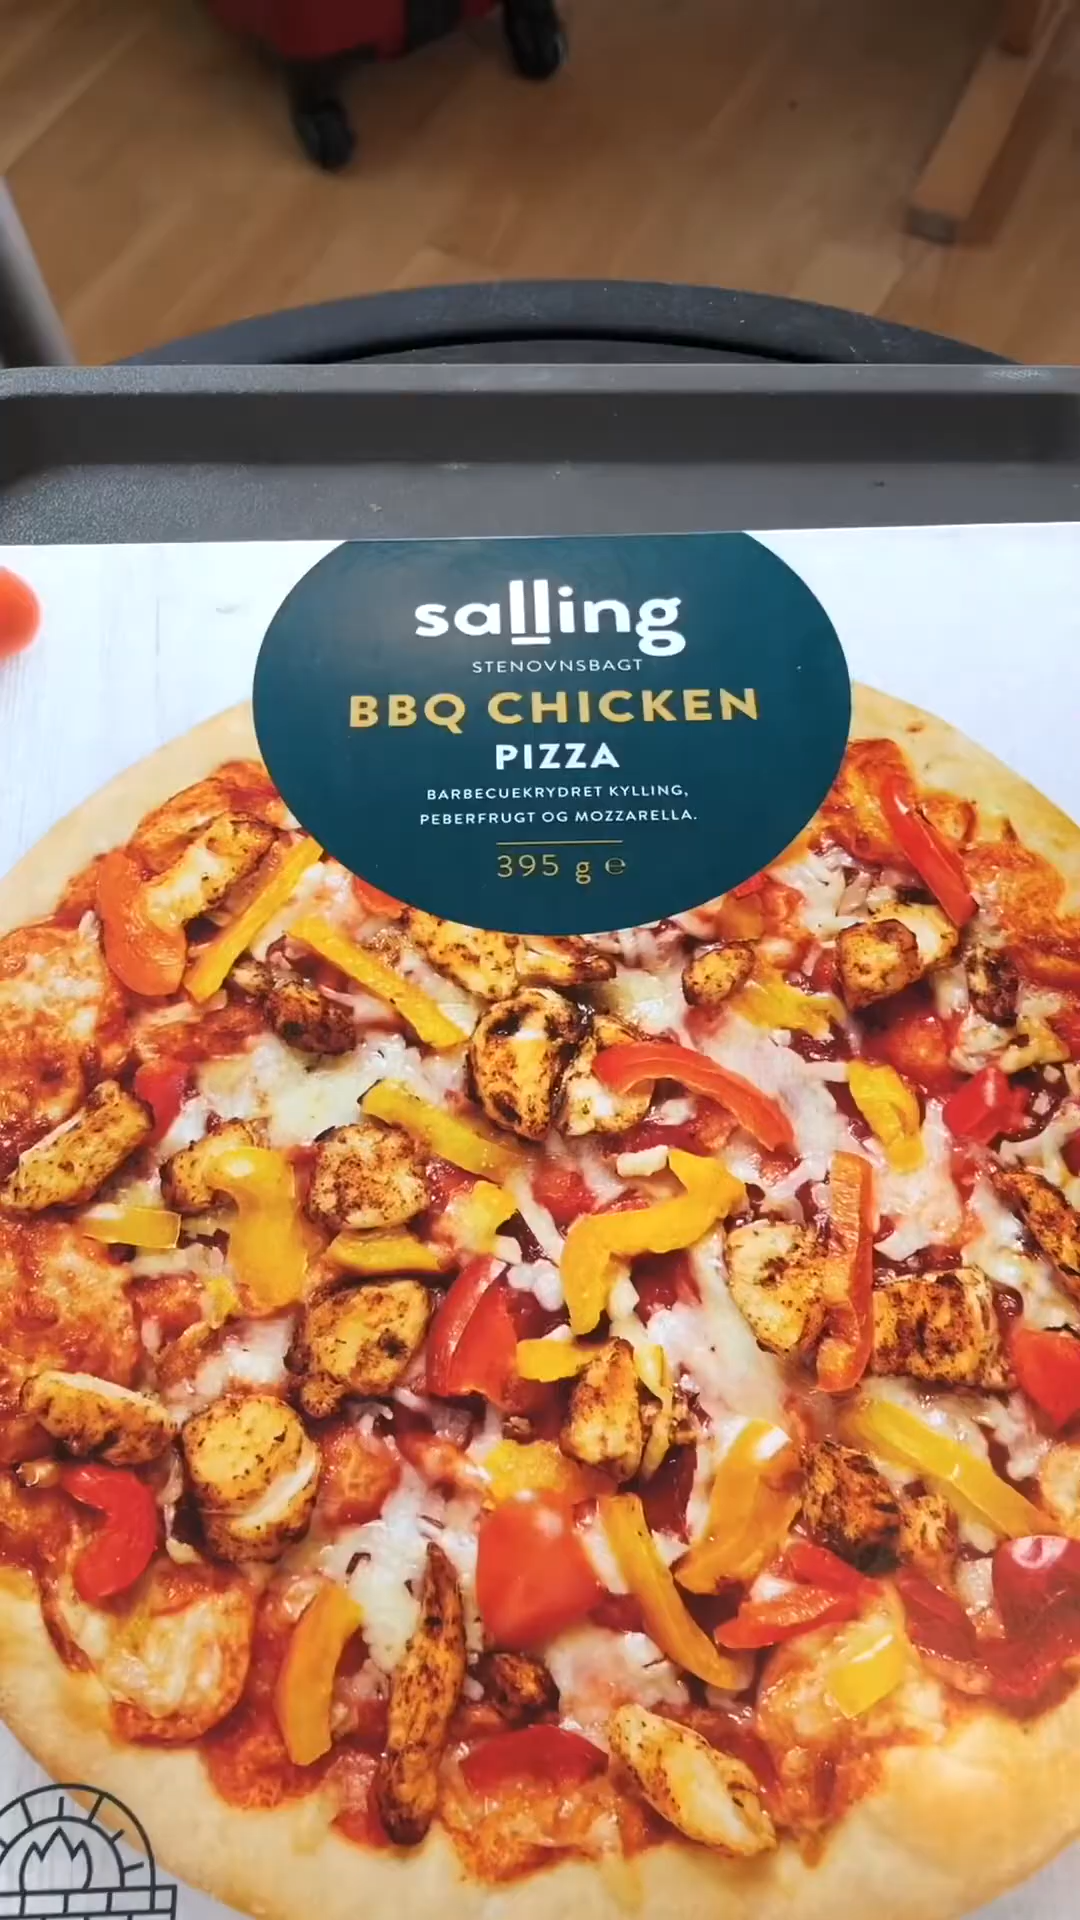 salling
STENOVNSBAGT
BBQ CHICKEN
PIZZA
BARBECUEKRYDRET KYLLING,
PEBERFRUGT OG MOZZARELLA.
395 g ℮